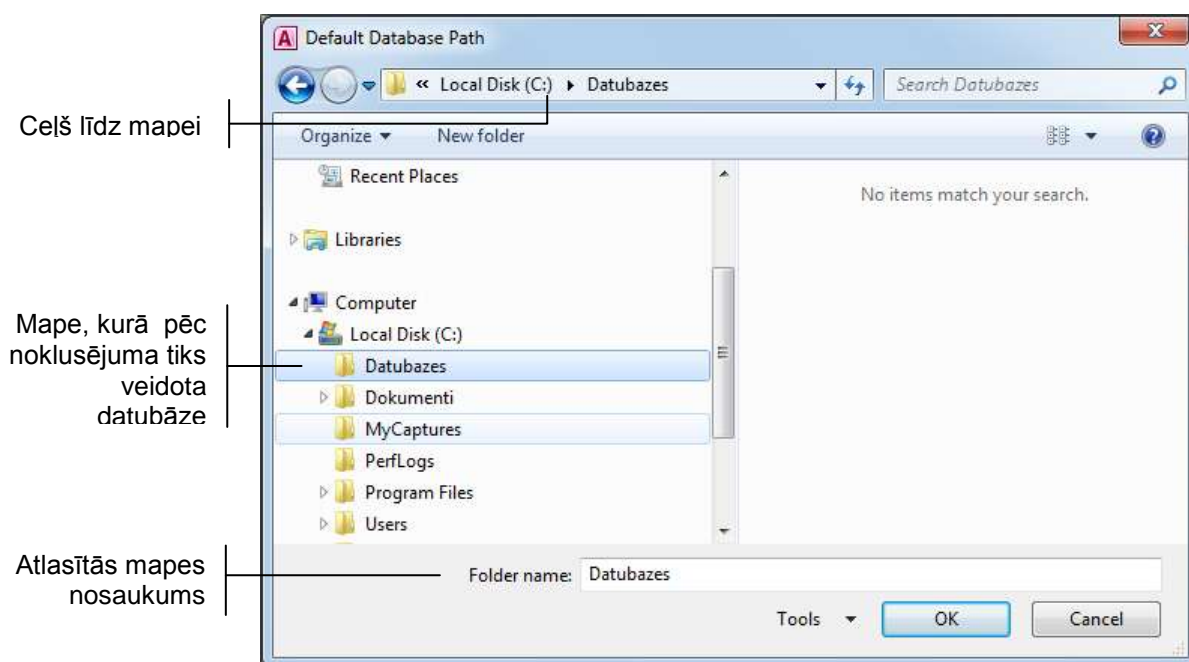 Default Database Path
« Local Disk (C:) Datubazes
Search Datubazes
Organize
New folder
Recent Places
No items match your search.
Libraries
Computer
Local Disk (C:)
Datubazes
Dokumenti
MyCaptures
PerfLogs
Program Files
Users
Folder name: Datubazes
Tools
OK
Cancel
Ceļš līdz mapei
Mape, kurā pēc
noklusējuma tiks
veidota
datubāze
Atlasītās mapes
nosaukums